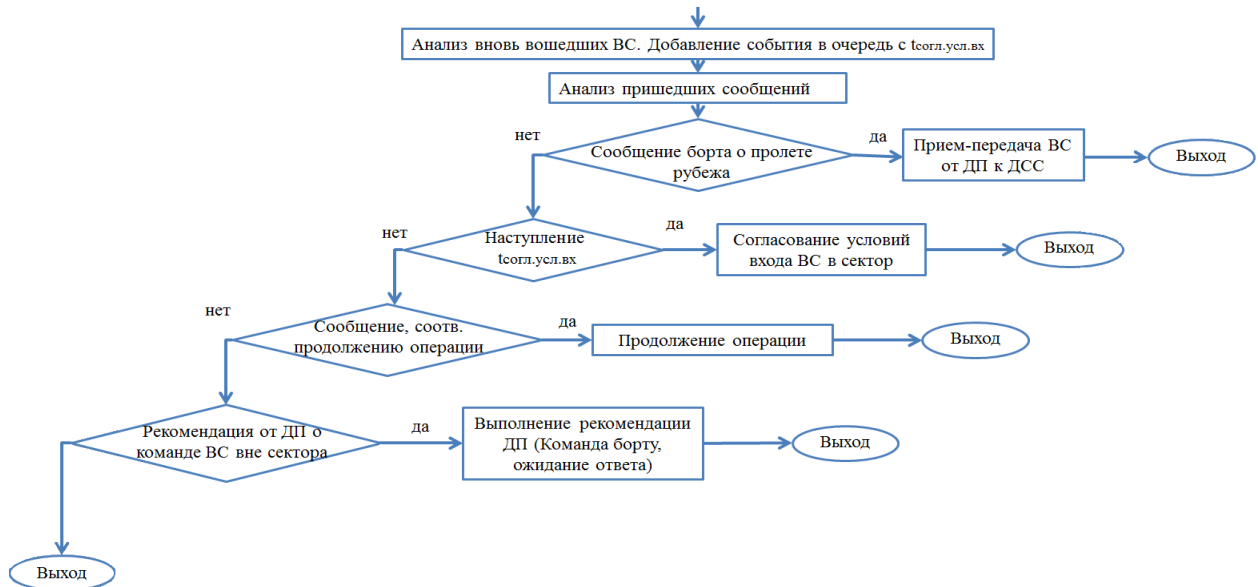 Анализ вновь вошедших ВС. Добавление события в очередь с tсогл.усл.вх
Анализ пришедших сообщений
нет
да
Сообщение борта о пролете
рубежа
Прием-передача ВС
от ДП к ДСС
Выход
нет
да
Наступление
tсогл.усл.вх
Согласование условий
входа ВС в сектор
Выход
нет
да
Сообщение, соотв.
продолжению операции
Продолжение операции
Выход
Рекомендация от ДП о
команде ВС вне сектора
да
Выполнение рекомендации
ДП (Команда борту,
ожидание ответа)
Выход
Выход